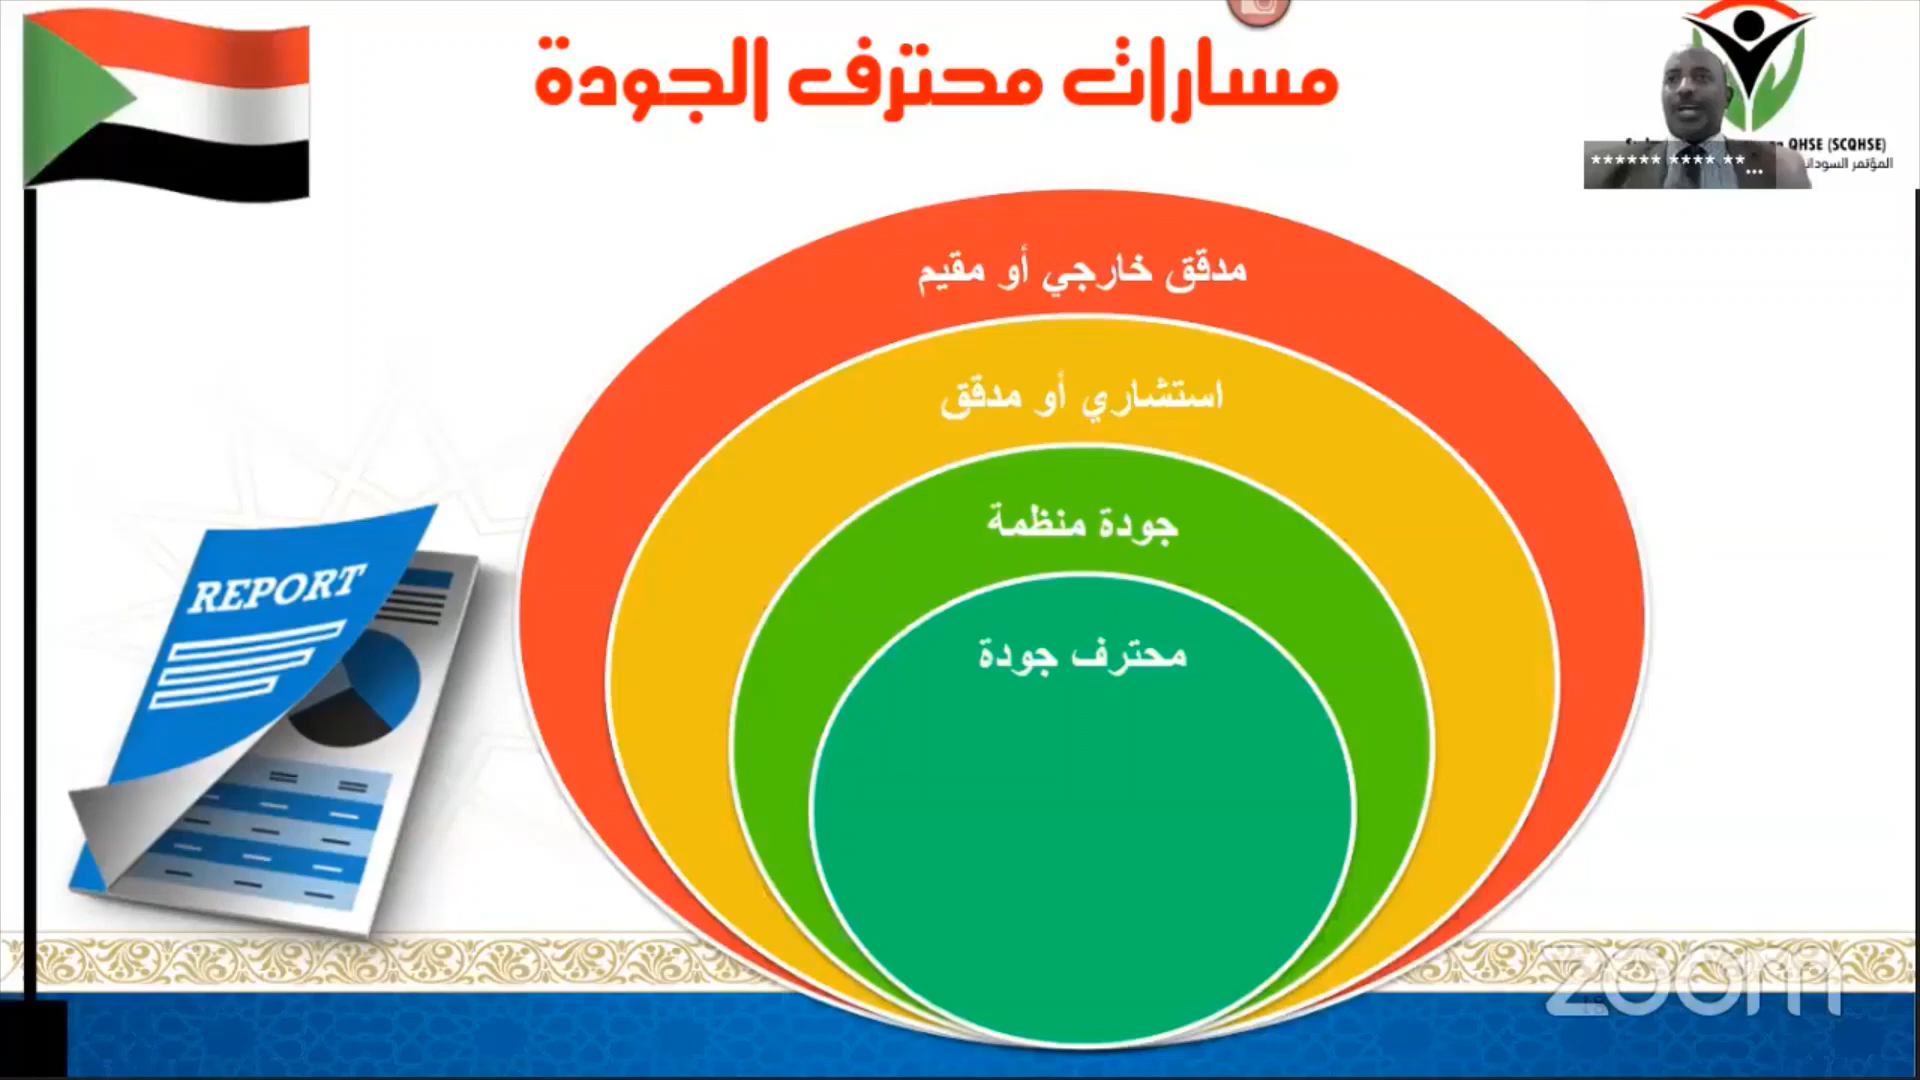 مسارات محترف الجودة
QHSE (SCQHSE)
المؤتمر السودان
****** **** **...
مدقق خارجي أو مقيم
استشاري أو مدقق
جودة منظمة
محترف جودة
REPORT
zoom